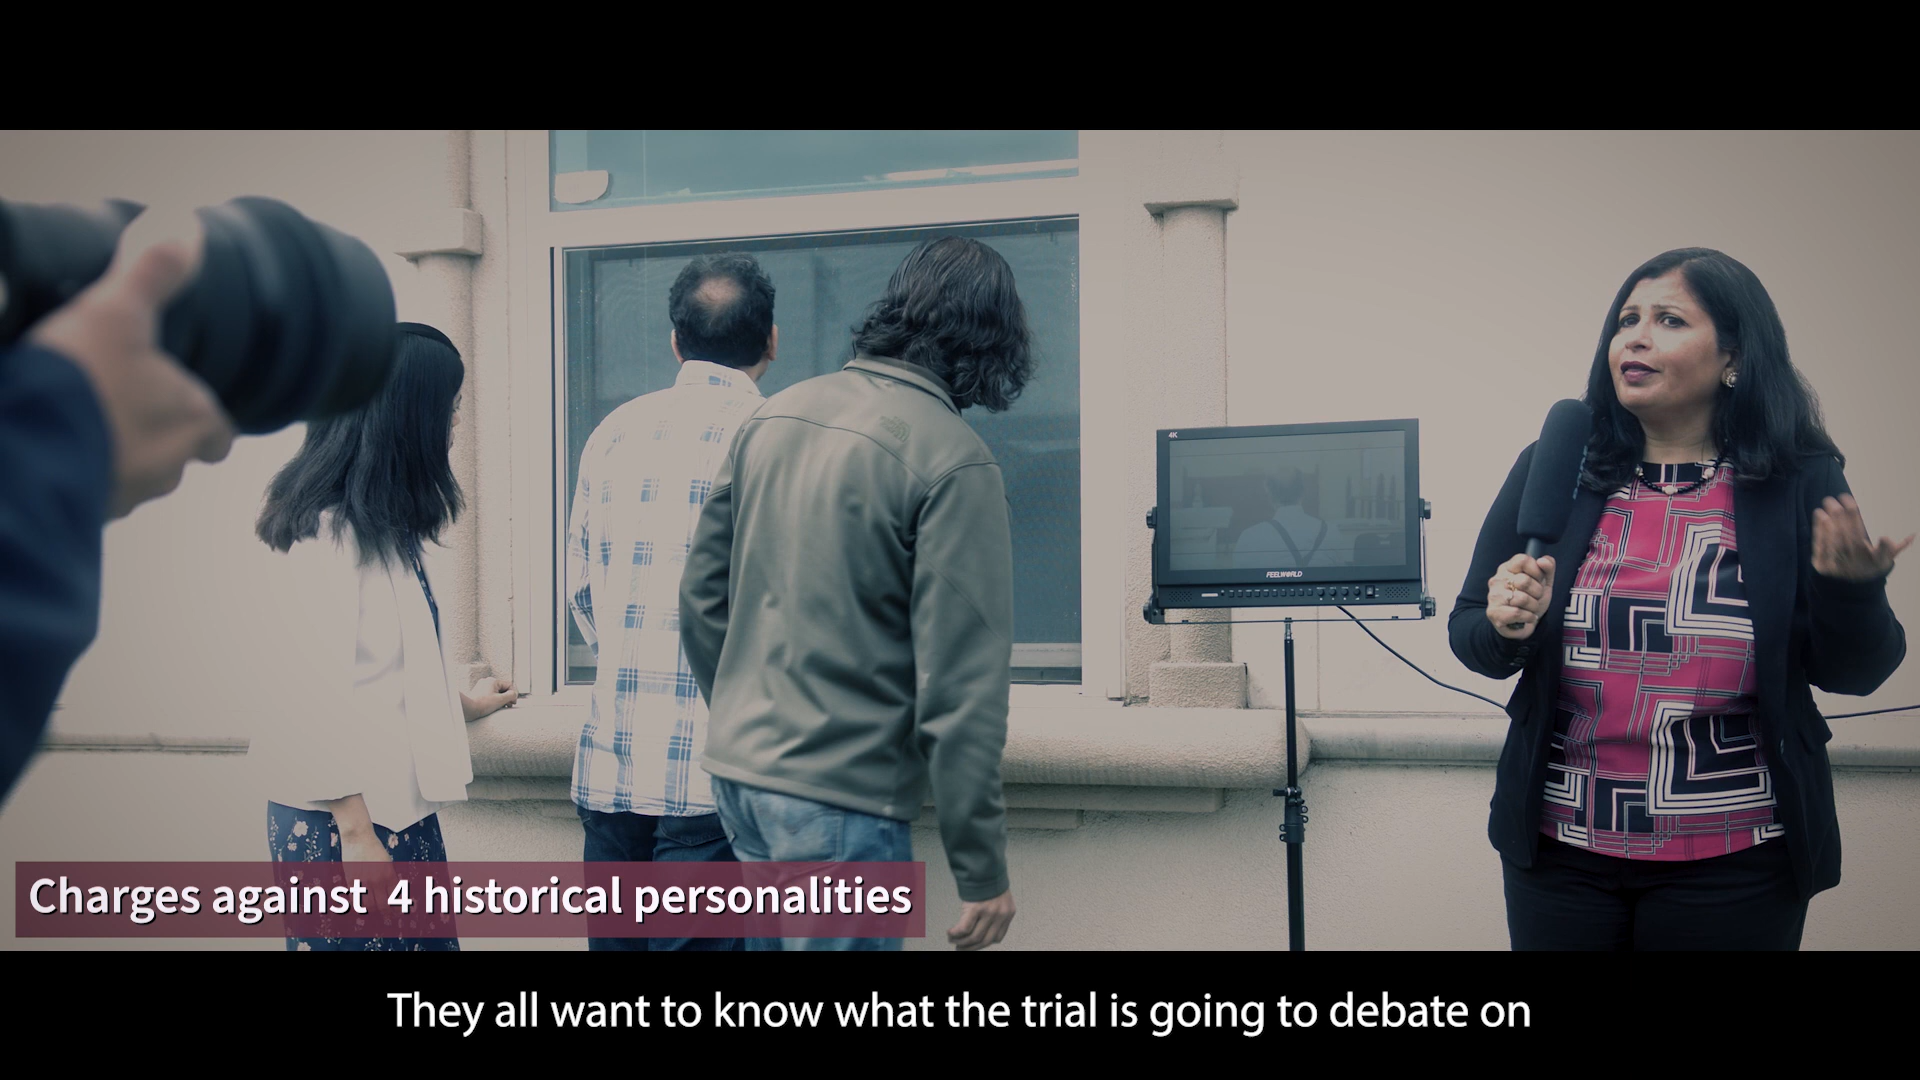 4K
FEELWORLD
Charges against 4 historical personalities
They all want to know what the trial is going to debate on